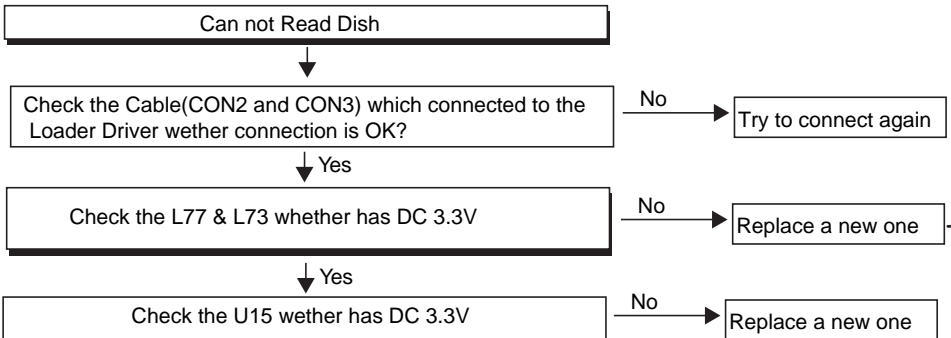 Can not Read Dish
Check the Cable(CON2 and CON3) which connected to the
Loader Driver wether connection is OK?
No
Try to connect again
Yes
Check the L77 & L73 whether has DC 3.3V
No
Replace a new one
Yes
Check the U15 wether has DC 3.3V
No
Replace a new one